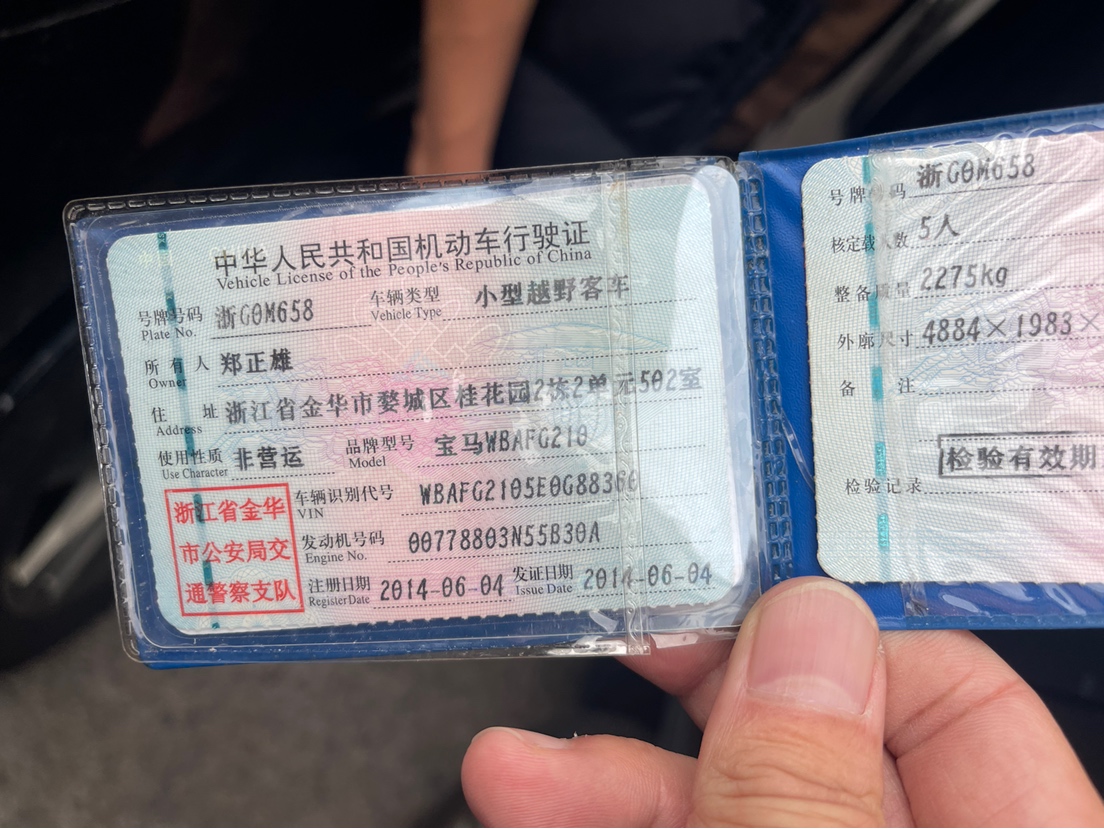 中华人民共和国机动车行驶证
Vehicle License of the People's Republic of China
号牌号码 Plate No. 浙G0M658 车辆类型 Vehicle Type 小型越野客车
所有人 Owner 郑正雄
住址 Address 浙江省金华市婺城区桂花园2栋2单元502室
使用性质 Use Character 非营运 品牌型号 Model 宝马WBAFG210
车辆识别代号 VIN WBAFG2105E0G88360
发动机号码 Engine No. 00778803N55B30A
注册日期 Register Date 2014-06-04 发证日期 Issue Date 2014-06-04
浙江省金华
市公安局交
通警察支队
号牌号码 浙G0M658
核定载人数 5人
整备质量 2275kg
外廓尺寸 4884×1983×
备注
检验有效期
检验记录